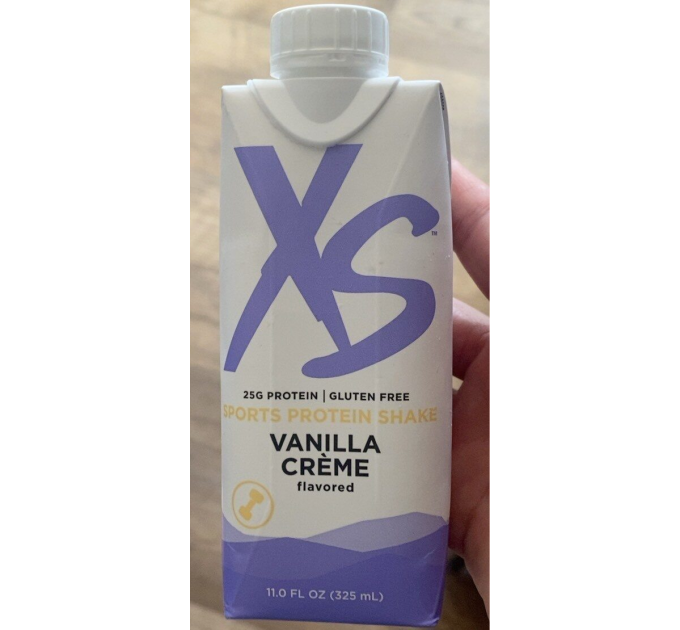 XS™
25G PROTEIN | GLUTEN FREE
SPORTS PROTEIN SHAKE
VANILLA
CRÈME
flavored
11.0 FL OZ (325 mL)